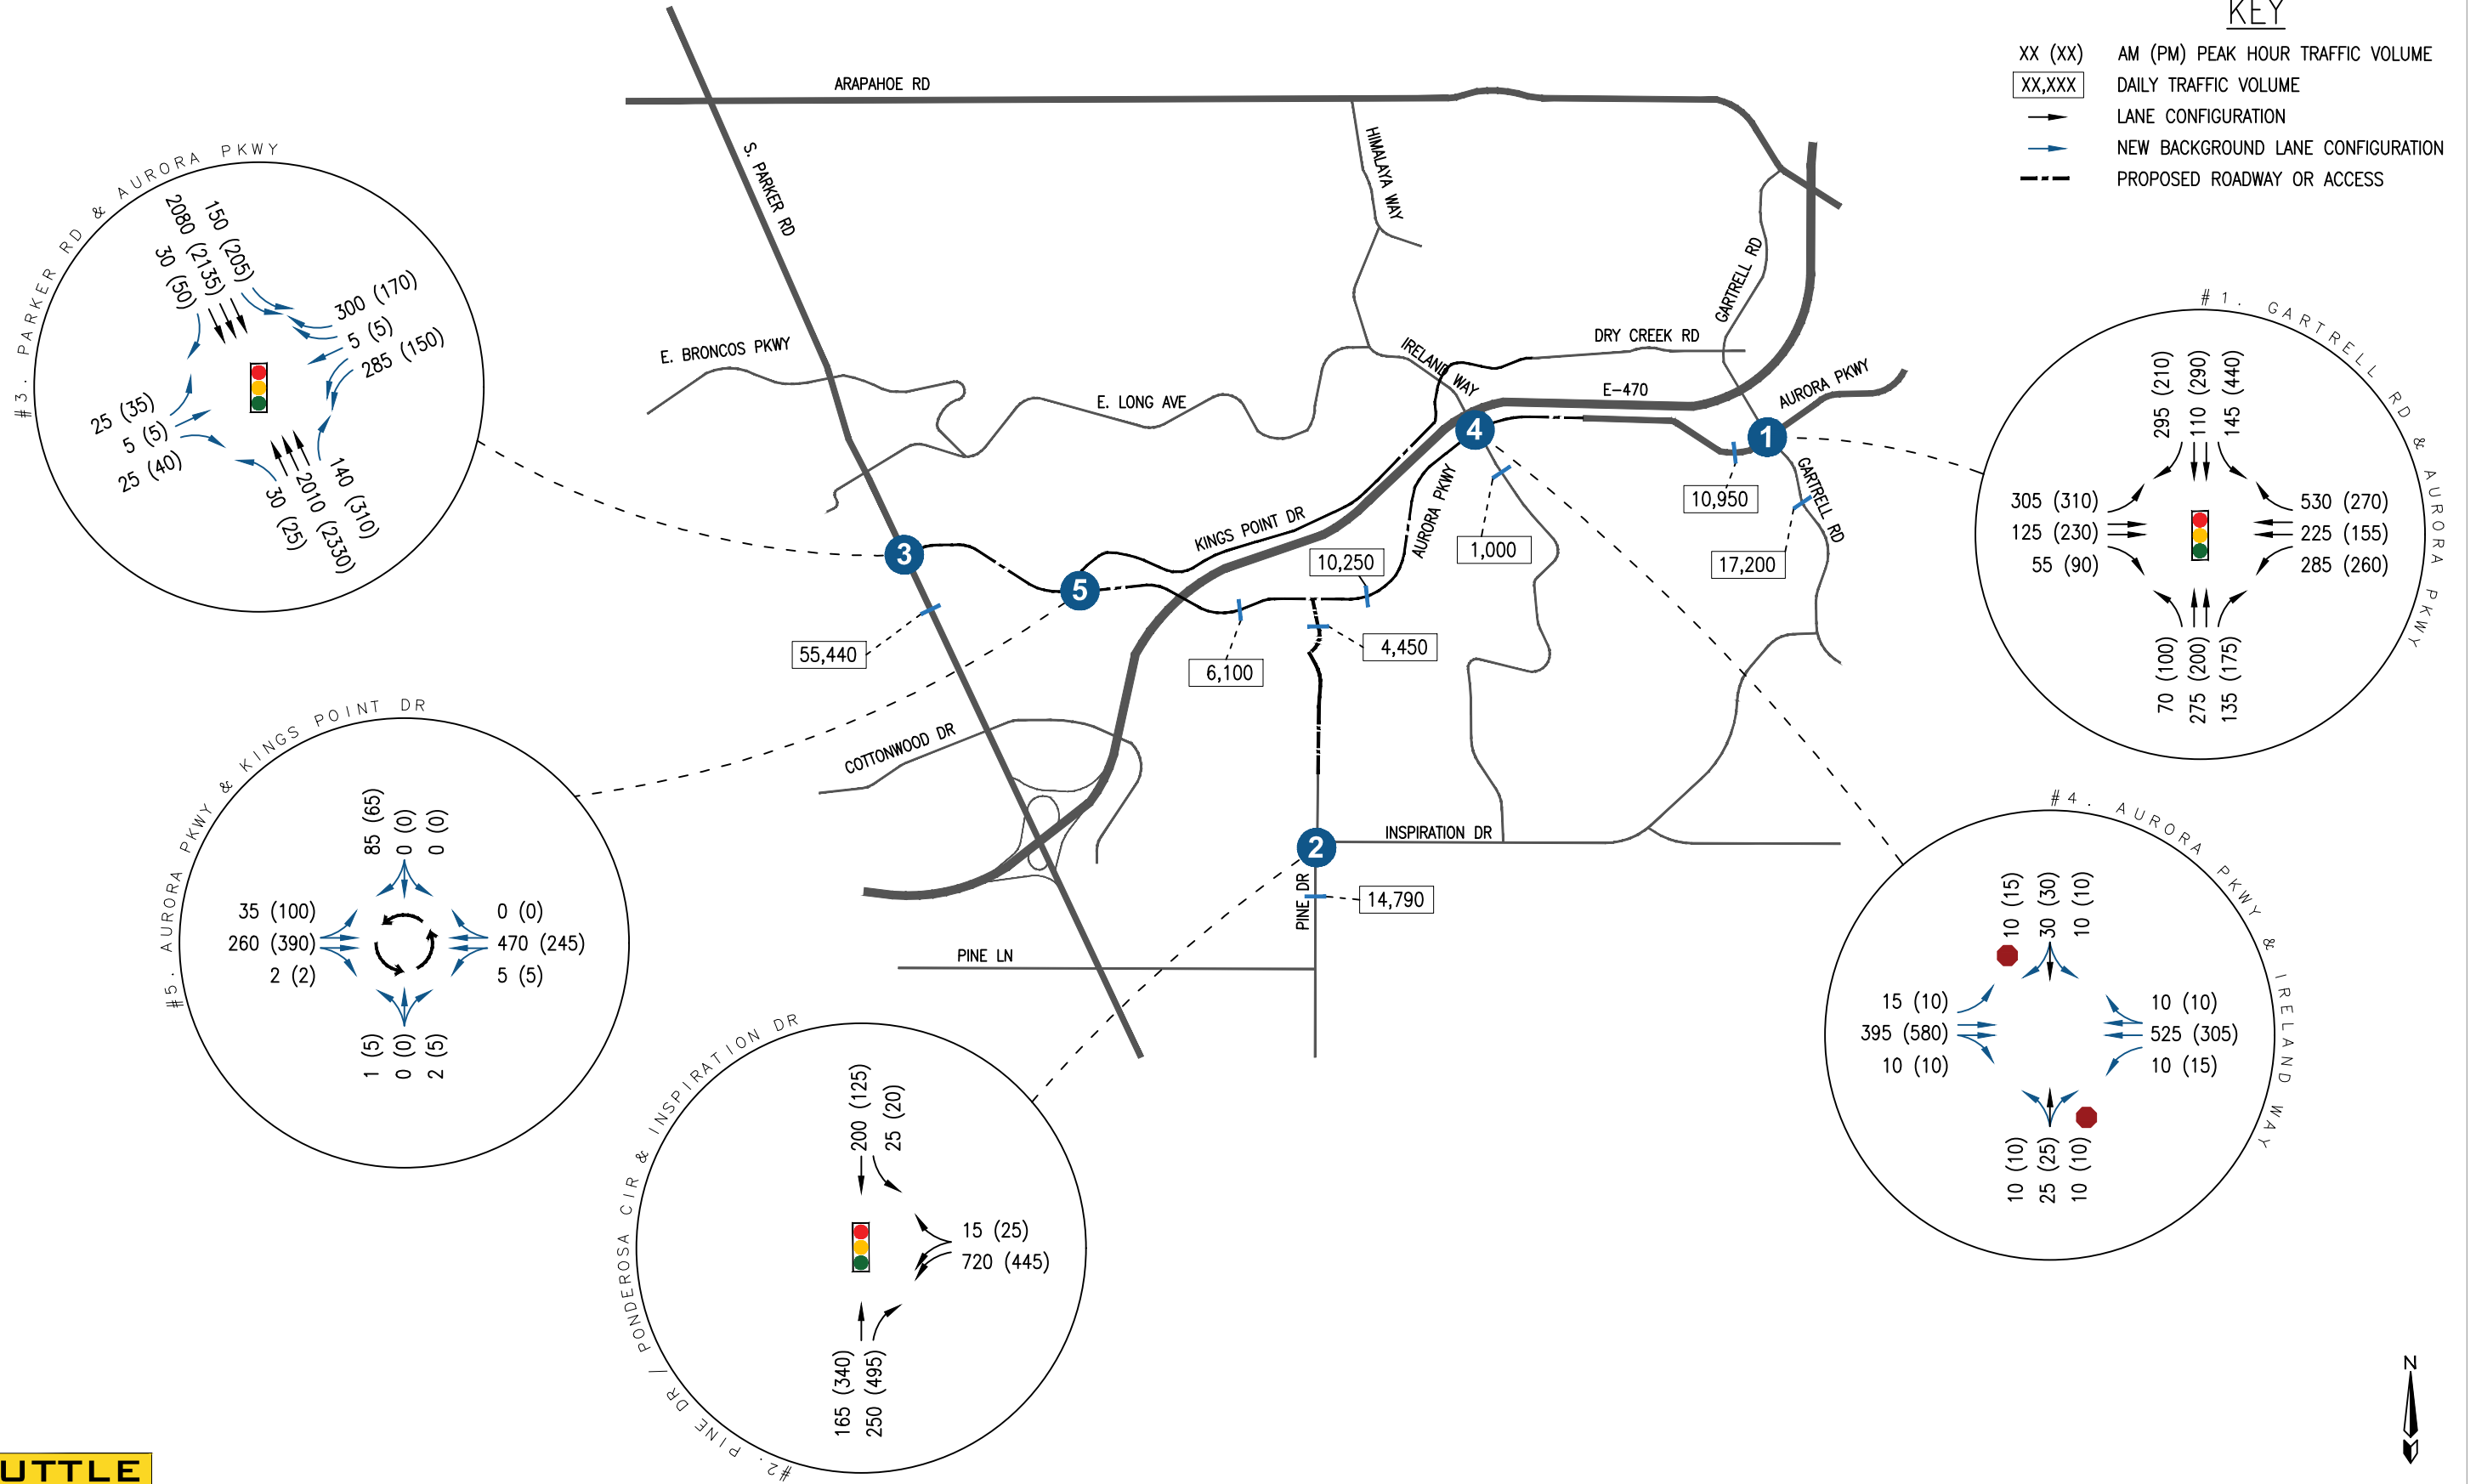 KEY
XX (XX) AM (PM) PEAK HOUR TRAFFIC VOLUME
XX,XXX DAILY TRAFFIC VOLUME
LANE CONFIGURATION
NEW BACKGROUND LANE CONFIGURATION
PROPOSED ROADWAY OR ACCESS
ARAPAHOE RD
S. PARKER RD
HIMALAYA WAY
GARTRELL RD
E. BRONCOS PKWY
E. LONG AVE
IRELAND WAY
DRY CREEK RD
E-470
AURORA PKWY
GARTRELL RD
KINGS POINT DR
AURORA PKWY
COTTONWOOD DR
INSPIRATION DR
PINE DR
PINE LN
1
2
3
4
5
10,950
17,200
1,000
10,250
4,450
6,100
55,440
14,790
#3. PARKER RD & AURORA PKWY
30 (50)
2080 (2135)
150 (205)
300 (170)
5 (5)
285 (150)
25 (35)
5 (5)
25 (40)
30 (25)
2010 (2330)
140 (310)
#1. GARTRELL RD & AURORA PKWY
295 (210)
110 (290)
145 (440)
305 (310)
125 (230)
55 (90)
530 (270)
225 (155)
285 (260)
70 (100)
275 (200)
135 (175)
#5. AURORA PKWY & KINGS POINT DR
85 (65)
0 (0)
0 (0)
35 (100)
260 (390)
2 (2)
0 (0)
470 (245)
5 (5)
1 (5)
0 (0)
2 (5)
#4. AURORA PKWY & IRELAND WAY
10 (15)
30 (30)
10 (10)
15 (10)
395 (580)
10 (10)
10 (10)
525 (305)
10 (15)
10 (10)
25 (25)
10 (10)
#2. PINE DR / PONDEROSA CIR & INSPIRATION DR
200 (125)
25 (20)
15 (25)
720 (445)
165 (340)
250 (495)
N
UTTLE